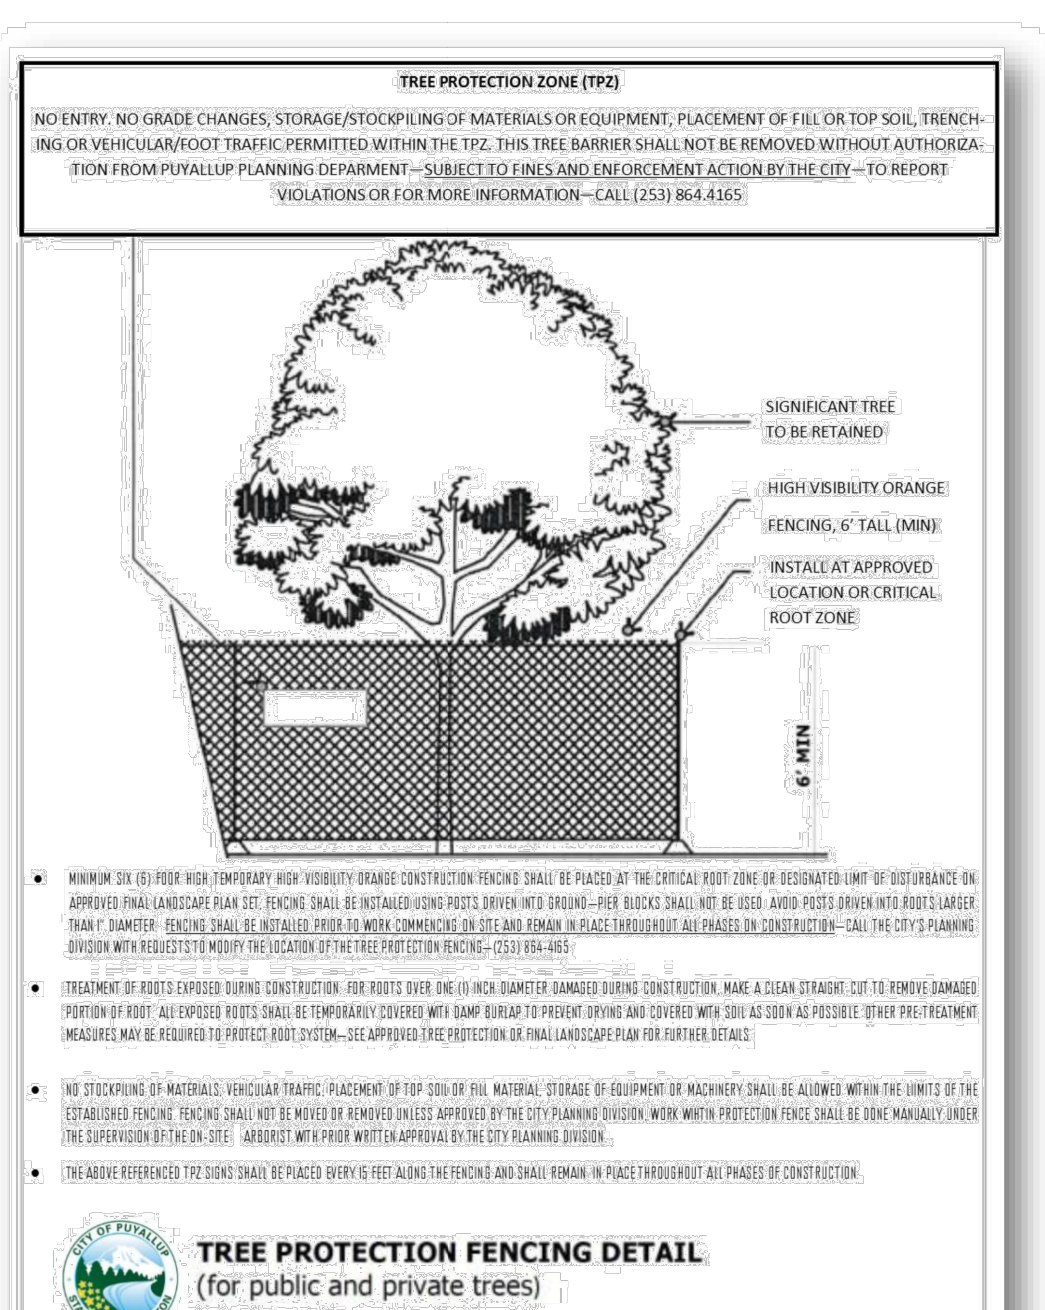 TREE PROTECTION ZONE (TPZ)
NO ENTRY. NO GRADE CHANGES, STORAGE/STOCKPILING OF MATERIALS OR EQUIPMENT, PLACEMENT OF FILL OR TOP SOIL, TRENCH-
ING OR VEHICULAR/FOOT TRAFFIC PERMITTED WITHIN THE TPZ. THIS TREE BARRIER SHALL NOT BE REMOVED WITHOUT AUTHORIZA-
TION FROM PUYALLUP PLANNING DEPARMENT—SUBJECT TO FINES AND ENFORCEMENT ACTION BY THE CITY—TO REPORT
VIOLATIONS OR FOR MORE INFORMATION—CALL (253) 864.4165
SIGNIFICANT TREE
TO BE RETAINED
HIGH VISIBILITY ORANGE
FENCING, 6' TALL (MIN)
INSTALL AT APPROVED
LOCATION OR CRITICAL
ROOT ZONE
6' MIN
• MINIMUM SIX (6) FOOR HIGH TEMPORARY HIGH VISIBILITY ORANGE CONSTRUCTION FENCING SHALL BE PLACED AT THE CRITICAL ROOT ZONE OR DESIGNATED LIMIT OF DISTURBANCE ON
APPROVED FINAL LANDSCAPE PLAN SET. FENCING SHALL BE INSTALLED USING POSTS DRIVEN INTO GROUND—PIER BLOCKS SHALL NOT BE USED. AVOID POSTS DRIVEN INTO ROOTS LARGER
THAN 1" DIAMETER. FENCING SHALL BE INSTALLED PRIOR TO WORK COMMENCING ON SITE AND REMAIN IN PLACE THROUGHOUT ALL PHASES ON CONSTRUCTION—CALL THE CITY'S PLANNING
DIVISION WITH REQUESTS TO MODIFY THE LOCATION OF THE TREE PROTECTION FENCING—(253) 864-4165
• TREATMENT OF ROOTS EXPOSED DURING CONSTRUCTION: FOR ROOTS OVER ONE (1) INCH DIAMETER DAMAGED DURING CONSTRUCTION, MAKE A CLEAN STRAIGHT CUT TO REMOVE DAMAGED
PORTION OF ROOT. ALL EXPOSED ROOTS SHALL BE TEMPORARILY COVERED WITH DAMP BURLAP TO PREVENT DRYING AND COVERED WITH SOIL AS SOON AS POSSIBLE. OTHER PRE-TREATMENT
MEASURES MAY BE REQUIRED TO PROTECT ROOT SYSTEM—SEE APPROVED TREE PROTECTION OR FINAL LANDSCAPE PLAN FOR FURTHER DETAILS.
• NO STOCKPILING OF MATERIALS, VEHICULAR TRAFFIC, PLACEMENT OF TOP SOIL OR FILL MATERIAL, STORAGE OF EQUIPMENT OR MACHINERY SHALL BE ALLOWED WITHIN THE LIMITS OF THE
ESTABLISHED FENCING. FENCING SHALL NOT BE MOVED OR REMOVED UNLESS APPROVED BY THE CITY PLANNING DIVISION. WORK WHTIN PROTECTION FENCE SHALL BE DONE MANUALLY UNDER
THE SUPERVISION OF THE ON-SITE ARBORIST WITH PRIOR WRITTEN APPROVAL BY THE CITY PLANNING DIVISION.
• THE ABOVE REFERENCED TPZ SIGNS SHALL BE PLACED EVERY 15 FEET ALONG THE FENCING AND SHALL REMAIN IN PLACE THROUGHOUT ALL PHASES OF CONSTRUCTION.
CITY OF PUYALLUP
TREE PROTECTION FENCING DETAIL
(for public and private trees)